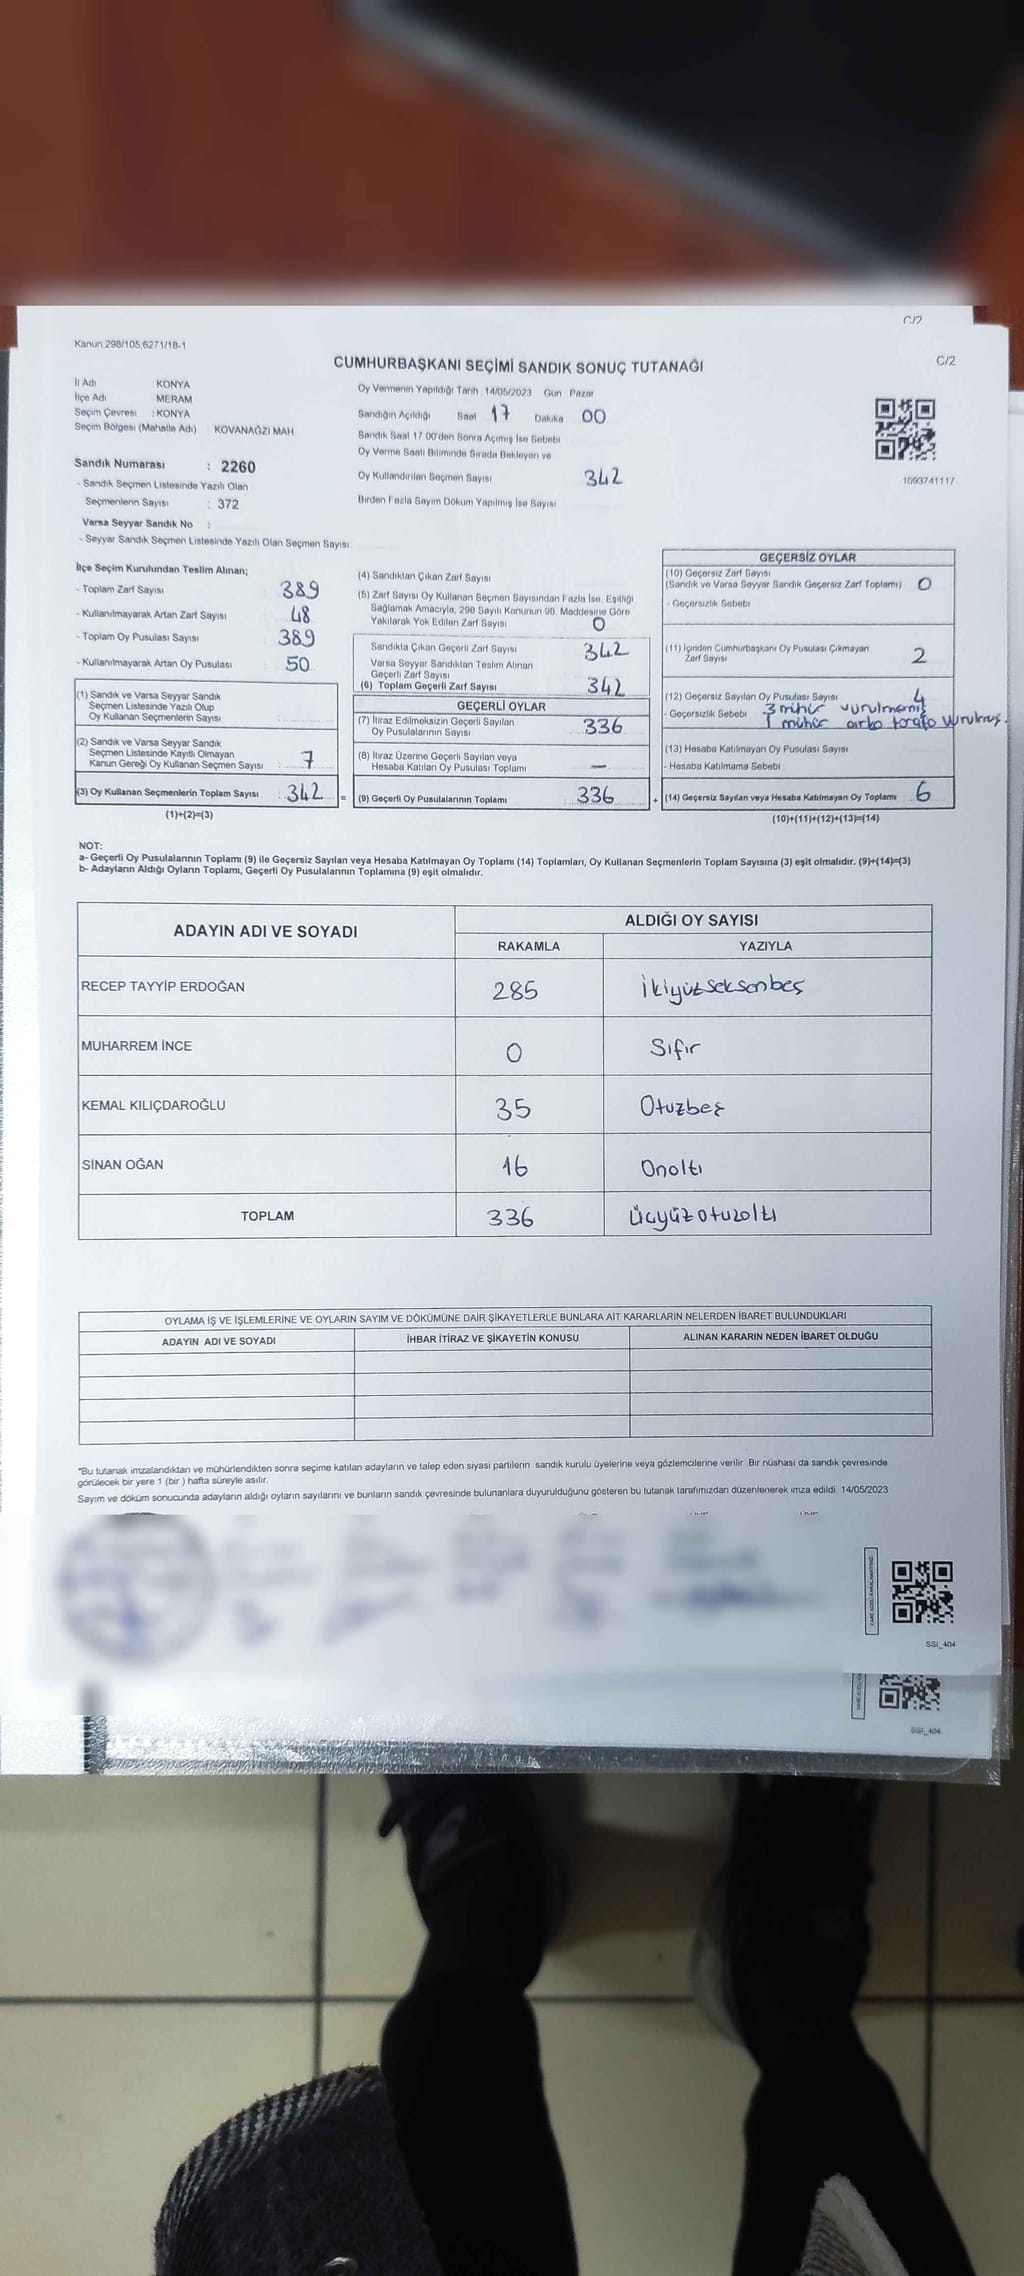 C/2
Kanun,298/105,6271/18-1
C/2
CUMHURBAŞKANI SEÇİMİ SANDIK SONUÇ TUTANAĞI
İl Adı KONYA
İlçe Adı MERAM
Seçim Çevresi : KONYA
Seçim Bölgesi (Mahalle Adı) KOVANAĞZI MAH.
Oy Vermenin Yapıldığı Tarih 14/05/2023 Gün Pazar
Sandığın Açıldığı Saat 17 Dakika 00
Sandık Saat 17 00'den Sonra Açımış İse Sebebi
Oy Verme Saati Bitiminde Sırada Bekleyen ve
Oy Kullandırılan Seçmen Sayısı 342
Birden Fazla Sayım Döküm Yapılmış İse Sayısı
1093741117
Sandık Numarası : 2260
- Sandık Seçmen Listesinde Yazılı Olan
Seçmenlerin Sayısı : 372
Varsa Seyyar Sandık No :
- Seyyar Sandık Seçmen Listesinde Yazılı Olan Seçmen Sayısı
İlçe Seçim Kurulundan Teslim Alınan;
- Toplam Zarf Sayısı 389
- Kullanılmayarak Artan Zarf Sayısı 48
- Toplam Oy Pusulası Sayısı 389
- Kullanılmayarak Artan Oy Pusulası 50
(1) Sandık ve Varsa Seyyar Sandık
Seçmen Listesinde Yazılı Olup
Oy Kullanan Seçmenlerin Sayısı
(2) Sandık ve Varsa Seyyar Sandık
Seçmen Listesinde Kayıtlı Olmayan
Kanun Gereği Oy Kullanan Seçmen Sayısı : 7
(3) Oy Kullanan Seçmenlerin Toplam Sayısı : 342 =
(1)+(2)=(3)
(4) Sandıktan Çıkan Zarf Sayısı
(5) Zarf Sayısı Oy Kullanan Seçmen Sayısından Fazla İse, Eşitliği
Sağlamak Amacıyla, 298 Sayılı Kanunun 98. Maddesine Göre
Yakılarak Yok Edilen Zarf Sayısı 0
Sandıkta Çıkan Geçerli Zarf Sayısı 342
Varsa Seyyar Sandıktan Teslim Alınan
Geçerli Zarf Sayısı
(6) Toplam Geçerli Zarf Sayısı 342
GEÇERLİ OYLAR
(7) İtiraz Edilmeksizin Geçerli Sayılan
Oy Pusulalarının Sayısı 336
(8) İtiraz Üzerine Geçerli Sayılan veya
Hesaba Katılan Oy Pusulası Toplamı —
(9) Geçerli Oy Pusulalarının Toplamı : 336 +
GEÇERSİZ OYLAR
(10) Geçersiz Zarf Sayısı
(Sandık ve Varsa Seyyar Sandık Geçersiz Zarf Toplamı) 0
- Geçersizlik Sebebi
(11) İçinden Cumhurbaşkanı Oy Pusulası Çıkmayan
Zarf Sayısı 2
(12) Geçersiz Sayılan Oy Pusulası Sayısı 4
- Geçersizlik Sebebi 3 mühür vurulmamış
1 mühür arka tarafa vurulmuş.
(13) Hesaba Katılmayan Oy Pusulası Sayısı
- Hesaba Katılmama Sebebi
(14) Geçersiz Sayılan veya Hesaba Katılmayan Oy Toplamı 6
(10)+(11)+(12)+(13)=(14)
NOT:
a- Geçerli Oy Pusulalarının Toplamı (9) ile Geçersiz Sayılan veya Hesaba Katılmayan Oy Toplamı (14) Toplamları, Oy Kullanan Seçmenlerin Toplam Sayısına (3) eşit olmalıdır. (9)+(14)=(3)
b- Adayların Aldığı Oyların Toplamı, Geçerli Oy Pusulalarının Toplamına (9) eşit olmalıdır.
ADAYIN ADI VE SOYADI ALDIĞI OY SAYISI
RAKAMLA YAZIYLA
RECEP TAYYİP ERDOĞAN 285 İkiyüzseksenbeş
MUHARREM İNCE 0 Sıfır
KEMAL KILIÇDAROĞLU 35 Otuzbeş
SİNAN OĞAN 16 Onaltı
TOPLAM 336 Üçyüzotuzaltı
OYLAMA İŞ VE İŞLEMLERİNE VE OYLARIN SAYIM VE DÖKÜMÜNE DAİR ŞİKAYETLERLE BUNLARA AİT KARARLARIN NELERDEN İBARET BULUNDUKLARI
ADAYIN ADI VE SOYADI İHBAR İTİRAZ VE ŞİKAYETİN KONUSU ALINAN KARARIN NEDEN İBARET OLDUĞU
*Bu tutanak imzalandıktan ve mühürlendikten sonra seçime katılan adayların ve talep eden siyasi partilerin sandık kurulu üyelerine veya gözlemcilerine verilir. Bir nüshası da sandık çevresinde
görülecek bir yere 1 (bir ) hafta süreyle asılır.
Sayım ve döküm sonucunda adayların aldığı oyların sayılarını ve bunların sandık çevresinde bulunanlara duyurulduğunu gösteren bu tutanak tarafımızdan düzenlenerek imza edildi. 14/05/2023
SSI_404
SSI_404